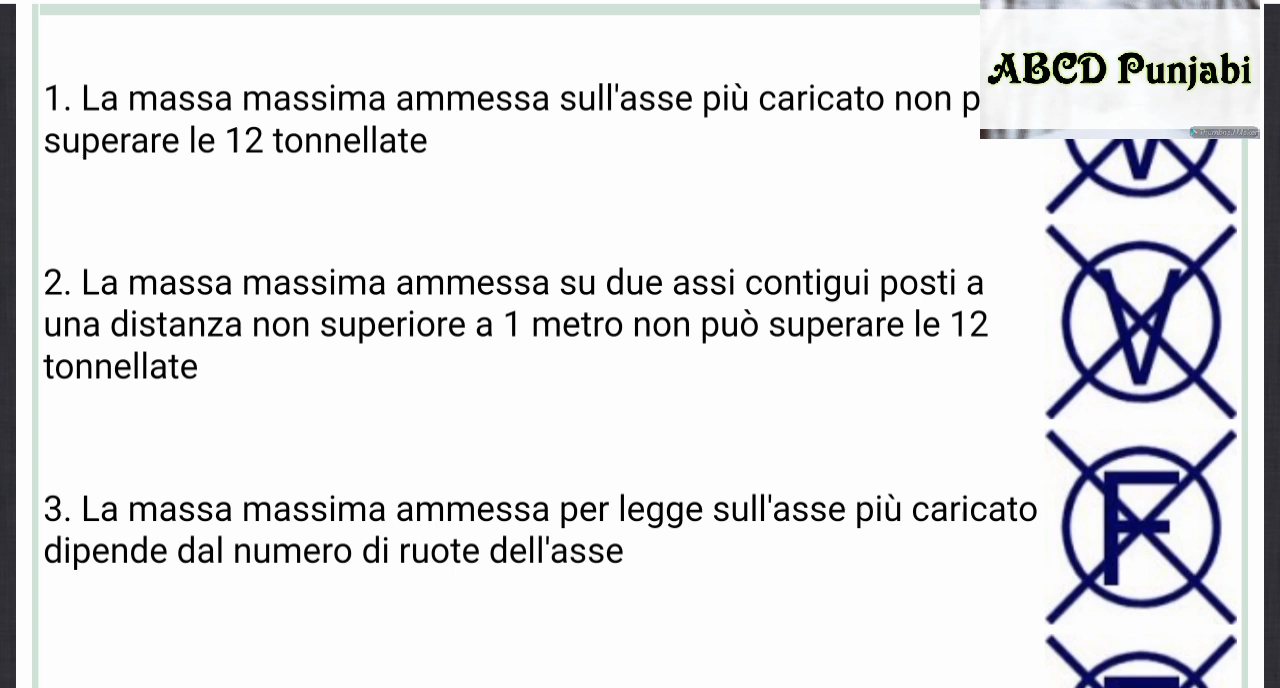 ABCD Punjabi
1. La massa massima ammessa sull'asse più caricato non
superare le 12 tonnellate
V
2. La massa massima ammessa su due assi contigui posti a
una distanza non superiore a 1 metro non può superare le 12
tonnellate
V
3. La massa massima ammessa per legge sull'asse più caricato
dipende dal numero di ruote dell'asse
F